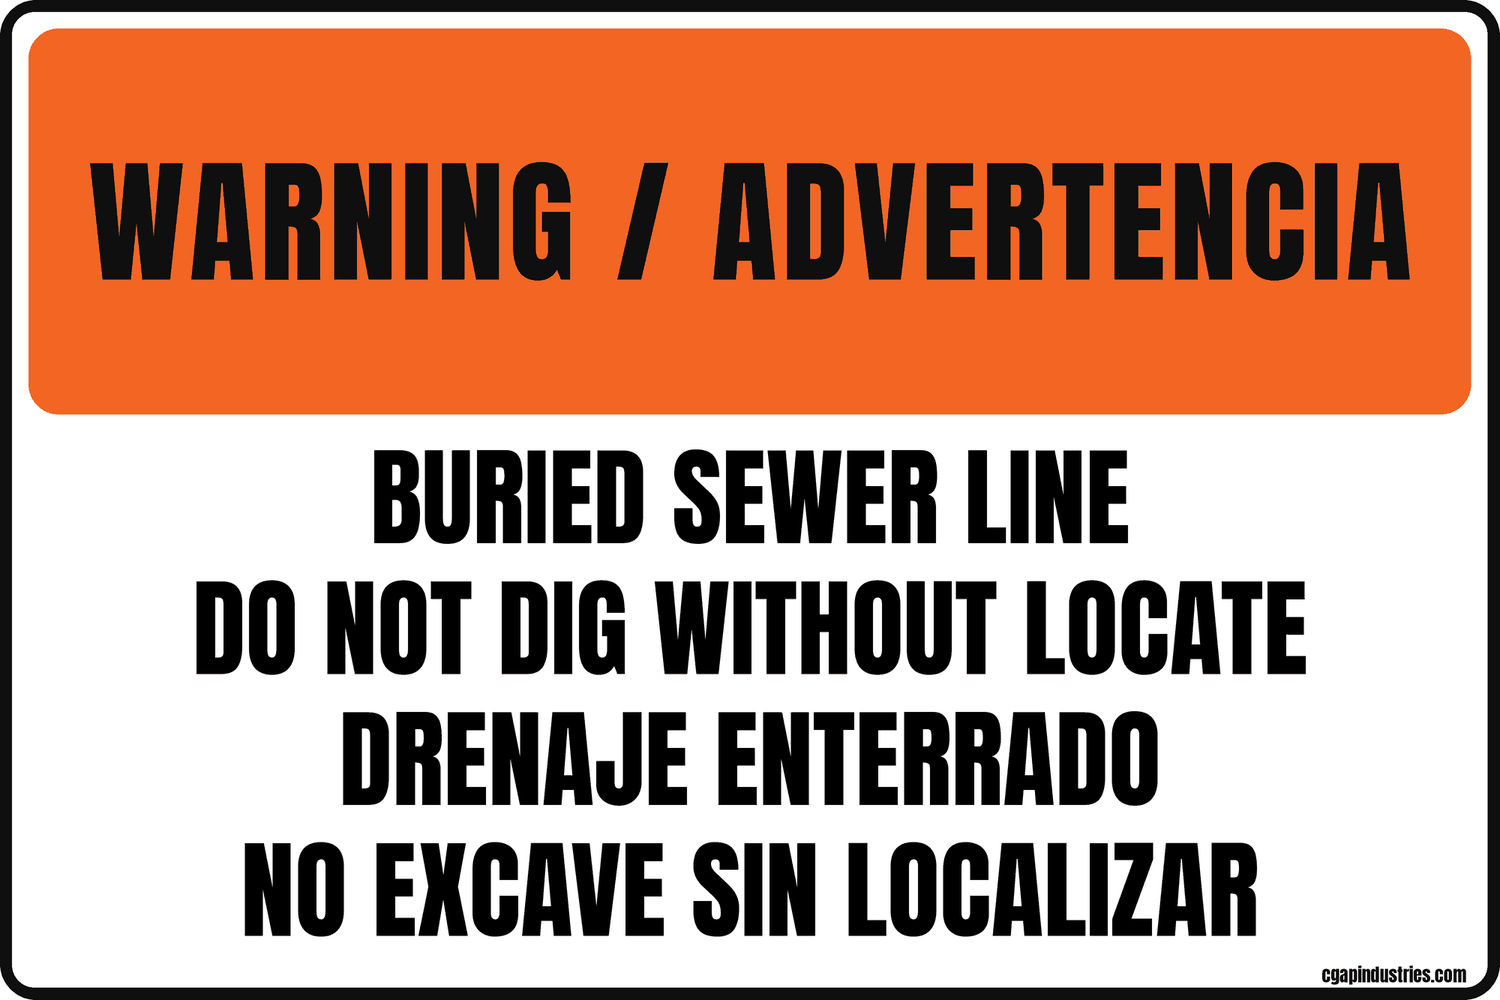 WARNING / ADVERTENCIA
BURIED SEWER LINE
DO NOT DIG WITHOUT LOCATE
DRENAJE ENTERRADO
NO EXCAVE SIN LOCALIZAR
cgapindustries.com